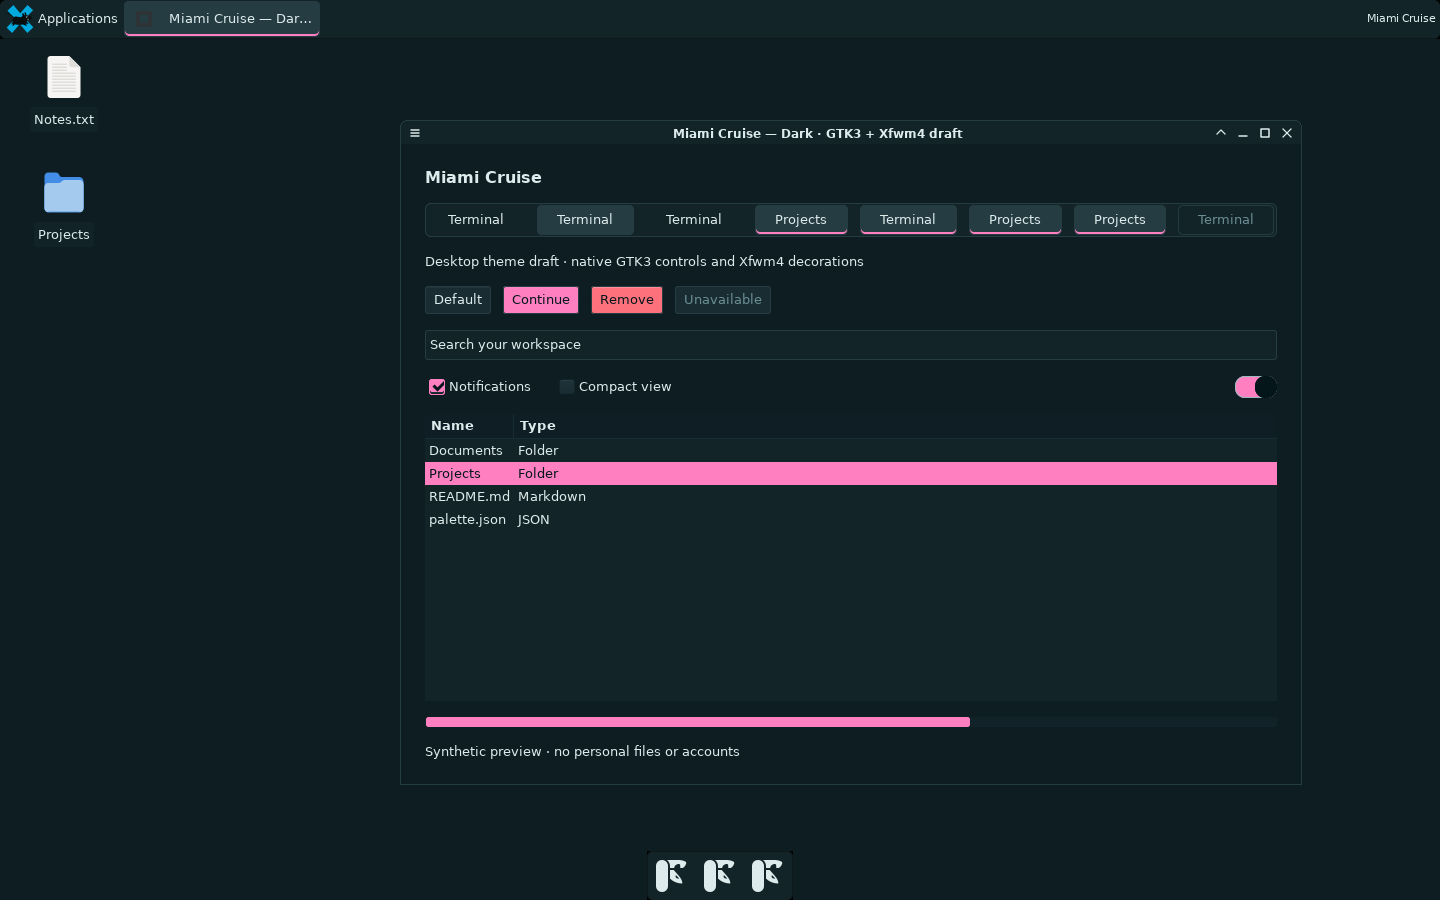 Applications
Miami Cruise — Dar...
Miami Cruise
Notes.txt
Projects
Miami Cruise — Dark · GTK3 + Xfwm4 draft
Miami Cruise
Terminal Terminal Terminal Projects Terminal Projects Projects Terminal
Desktop theme draft · native GTK3 controls and Xfwm4 decorations
Default Continue Remove Unavailable
Search your workspace
Notifications Compact view
Name Type
Documents Folder
Projects Folder
README.md Markdown
palette.json JSON
Synthetic preview · no personal files or accounts